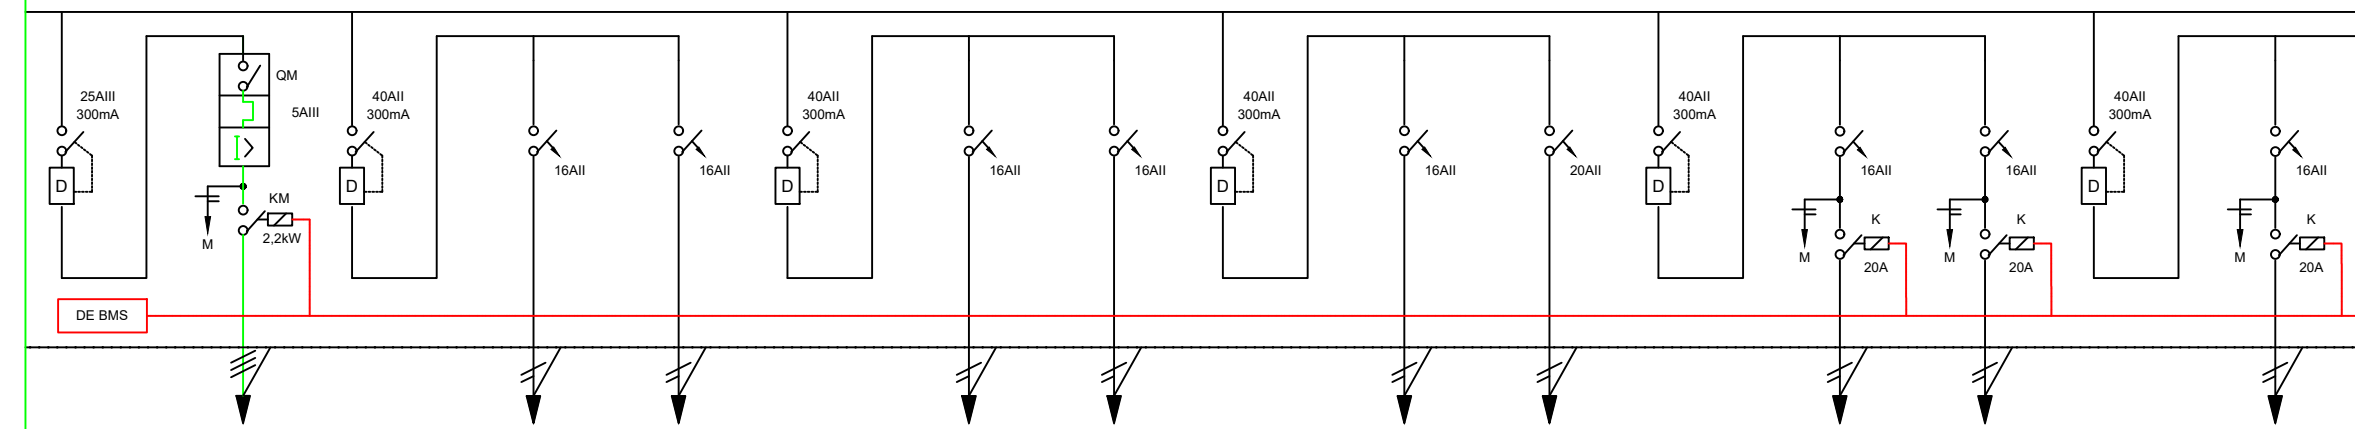 25AIII
300mA
D
QM
5AIII
KM
2,2kW
M
40AII
300mA
D
16AII
16AII
40AII
300mA
D
16AII
16AII
40AII
300mA
D
16AII
20AII
40AII
300mA
D
16AII
M
K
20A
16AII
M
K
20A
40AII
300mA
D
16AII
M
K
20A
DE BMS